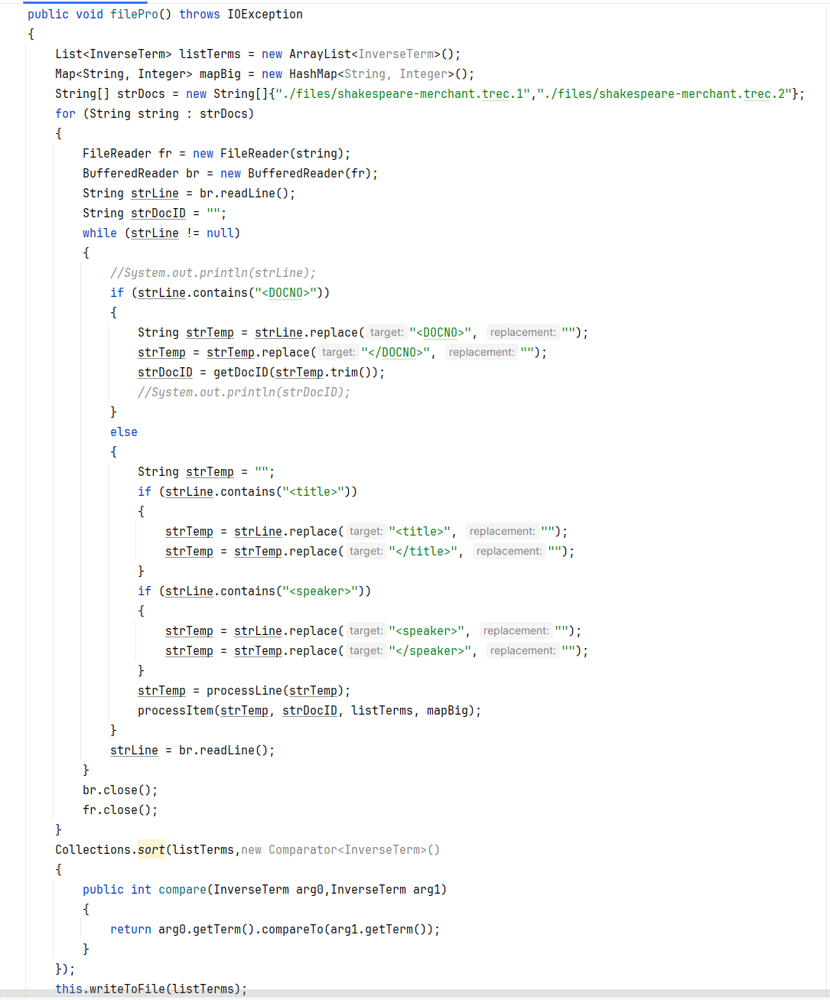 public void filePro() throws IOException
{
List<InverseTerm> listTerms = new ArrayList<InverseTerm>();
Map<String, Integer> mapBig = new HashMap<String, Integer>();
String[] strDocs = new String[]{"./files/shakespeare-merchant.trec.1","./files/shakespeare-merchant.trec.2"};
for (String string : strDocs)
{
FileReader fr = new FileReader(string);
BufferedReader br = new BufferedReader(fr);
String strLine = br.readLine();
String strDocID = "";
while (strLine != null)
{
//System.out.println(strLine);
if (strLine.contains("<DOCNO>"))
{
String strTemp = strLine.replace( target: "<DOCNO>", replacement: "");
strTemp = strTemp.replace( target: "</DOCNO>", replacement: "");
strDocID = getDocID(strTemp.trim());
//System.out.println(strDocID);
}
else
{
String strTemp = "";
if (strLine.contains("<title>"))
{
strTemp = strLine.replace( target: "<title>", replacement: "");
strTemp = strTemp.replace( target: "</title>", replacement: "");
}
if (strLine.contains("<speaker>"))
{
strTemp = strLine.replace( target: "<speaker>", replacement: "");
strTemp = strTemp.replace( target: "</speaker>", replacement: "");
}
strTemp = processLine(strTemp);
processItem(strTemp, strDocID, listTerms, mapBig);
}
strLine = br.readLine();
}
br.close();
fr.close();
}
Collections.sort(listTerms,new Comparator<InverseTerm>()
{
public int compare(InverseTerm arg0,InverseTerm arg1)
{
return arg0.getTerm().compareTo(arg1.getTerm());
}
});
this.writeToFile(listTerms);